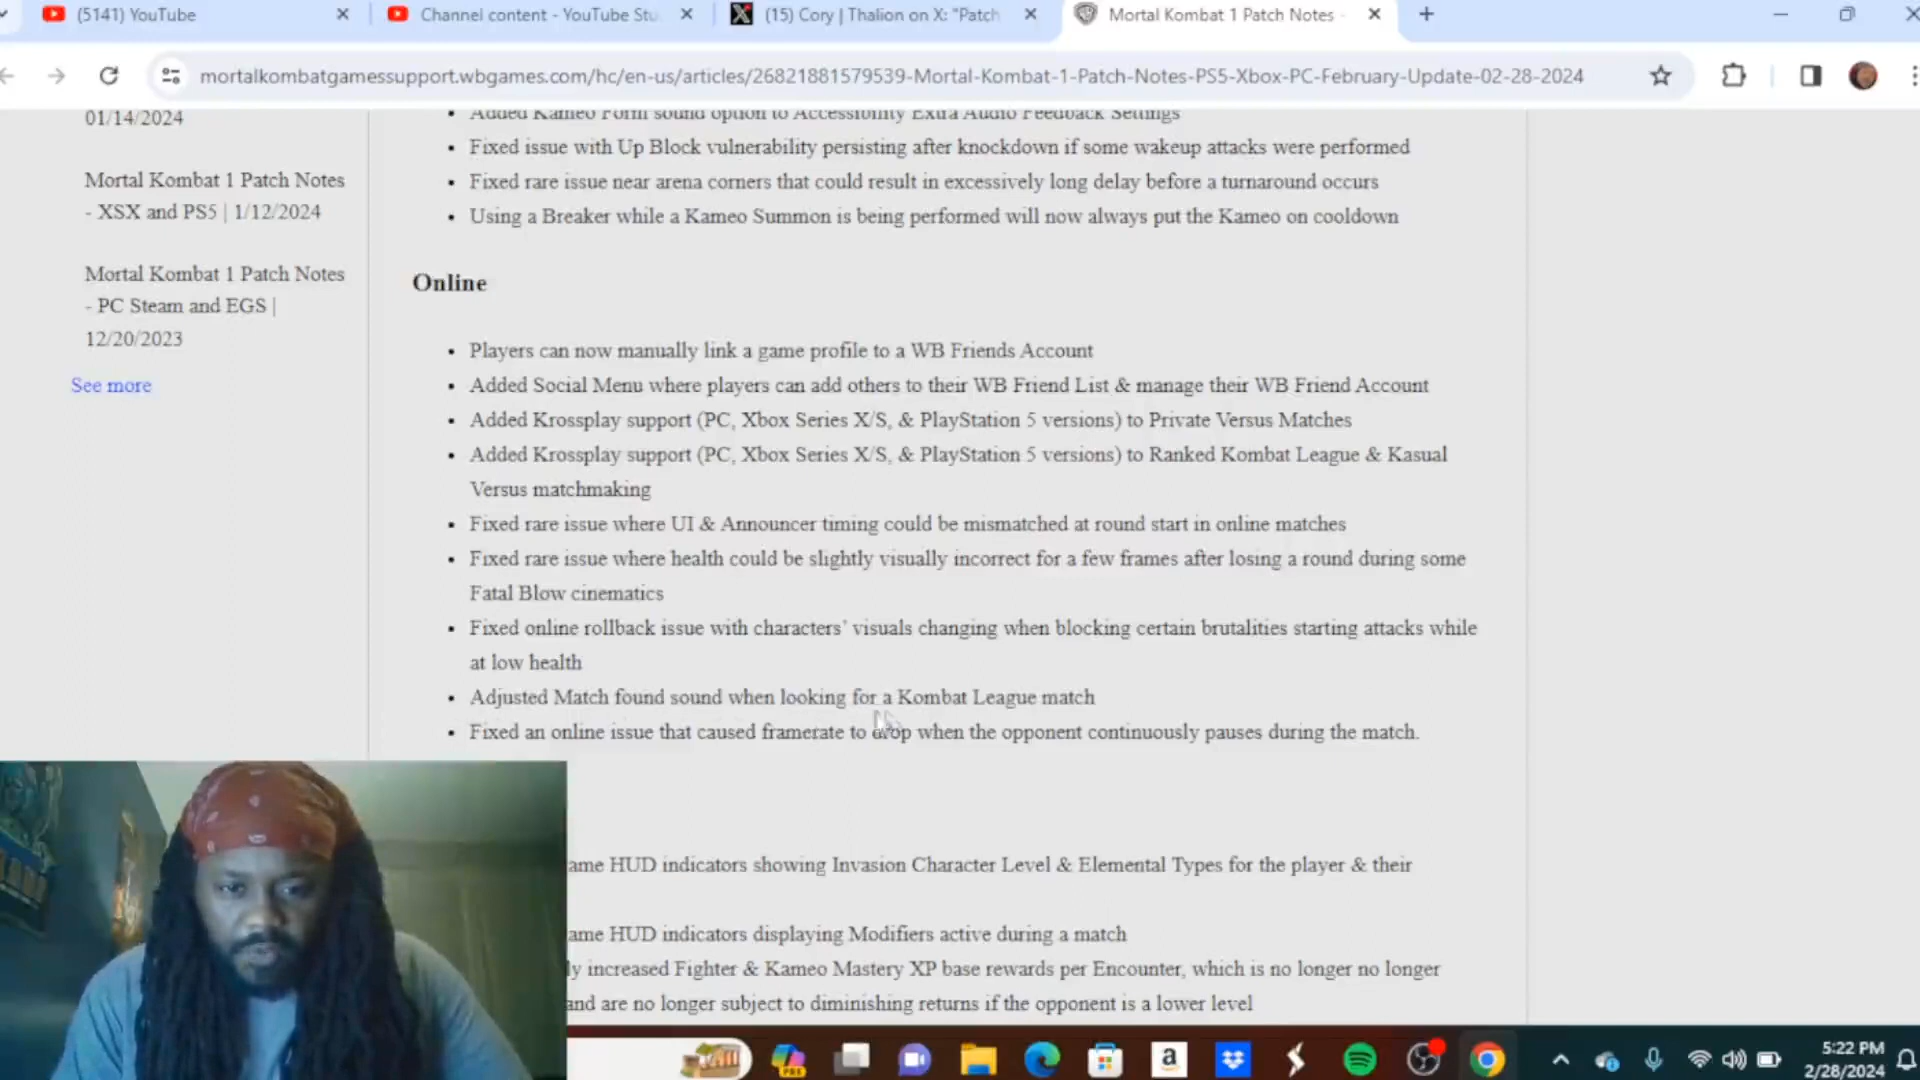 (5141) YouTube
Channel content - YouTube Stu
(15) Cory | Thalion on X: "Patch
Mortal Kombat 1 Patch Notes -
mortalkombatgamessupport.wbgames.com/hc/en-us/articles/26821881579539-Mortal-Kombat-1-Patch-Notes-PS5-Xbox-PC-February-Update-02-28-2024
01/14/2024
Mortal Kombat 1 Patch Notes
- XSX and PS5 | 1/12/2024
Mortal Kombat 1 Patch Notes
- PC Steam and EGS |
12/20/2023
See more
• Added Kameo Form sound option to Accessibility Extra Audio Feedback Settings
• Fixed issue with Up Block vulnerability persisting after knockdown if some wakeup attacks were performed
• Fixed rare issue near arena corners that could result in excessively long delay before a turnaround occurs
• Using a Breaker while a Kameo Summon is being performed will now always put the Kameo on cooldown
Online
• Players can now manually link a game profile to a WB Friends Account
• Added Social Menu where players can add others to their WB Friend List & manage their WB Friend Account
• Added Krossplay support (PC, Xbox Series X/S, & PlayStation 5 versions) to Private Versus Matches
• Added Krossplay support (PC, Xbox Series X/S, & PlayStation 5 versions) to Ranked Kombat League & Kasual
Versus matchmaking
• Fixed rare issue where UI & Announcer timing could be mismatched at round start in online matches
• Fixed rare issue where health could be slightly visually incorrect for a few frames after losing a round during some
Fatal Blow cinematics
• Fixed online rollback issue with characters' visuals changing when blocking certain brutalities starting attacks while
at low health
• Adjusted Match found sound when looking for a Kombat League match
• Fixed an online issue that caused framerate to drop when the opponent continuously pauses during the match.
ame HUD indicators showing Invasion Character Level & Elemental Types for the player & their
ame HUD indicators displaying Modifiers active during a match
ly increased Fighter & Kameo Mastery XP base rewards per Encounter, which is no longer no longer
and are no longer subject to diminishing returns if the opponent is a lower level
PRE
a
5:22 PM
2/28/2024